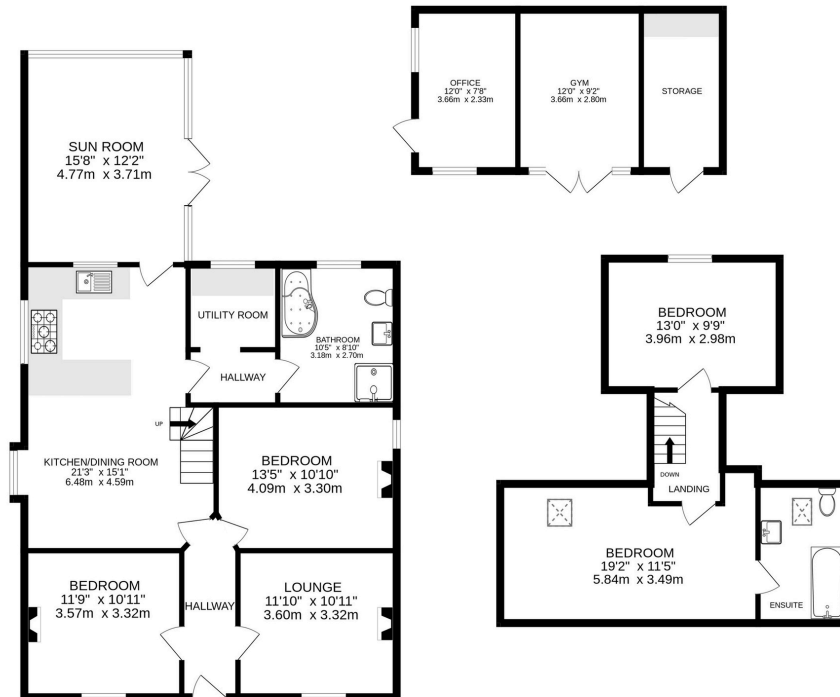 OFFICE
12'0" x 7'8"
3.66m x 2.33m
GYM
12'0" x 9'2"
3.66m x 2.80m
STORAGE
SUN ROOM
15'8" x 12'2"
4.77m x 3.71m
UTILITY ROOM
BATHROOM
10'5" x 8'10"
3.18m x 2.70m
HALLWAY
UP
KITCHEN/DINING ROOM
21'3" x 15'1"
6.48m x 4.59m
BEDROOM
13'5" x 10'10"
4.09m x 3.30m
BEDROOM
11'9" x 10'11"
3.57m x 3.32m
HALLWAY
LOUNGE
11'10" x 10'11"
3.60m x 3.32m
BEDROOM
13'0" x 9'9"
3.96m x 2.98m
DOWN
LANDING
BEDROOM
19'2" x 11'5"
5.84m x 3.49m
ENSUITE